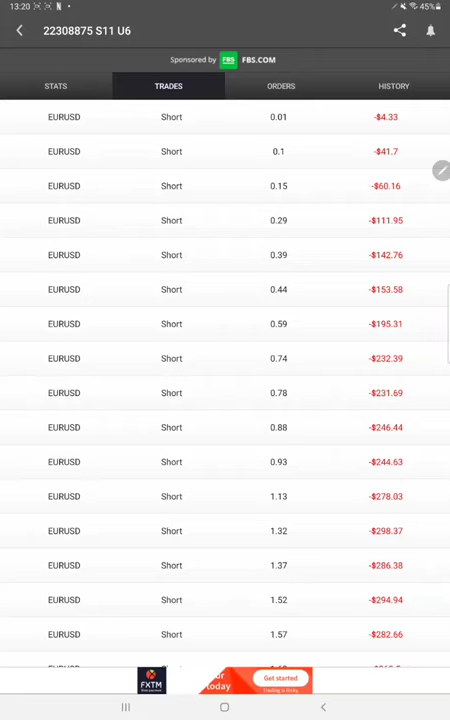 13:20 N • 45%
22308875 S11 U6
Sponsored by FBS FBS.COM
STATS TRADES ORDERS HISTORY
EURUSD Short 0.01 -$4.33
EURUSD Short 0.1 -$41.7
EURUSD Short 0.15 -$60.16
EURUSD Short 0.29 -$111.95
EURUSD Short 0.39 -$142.76
EURUSD Short 0.44 -$153.58
EURUSD Short 0.59 -$195.31
EURUSD Short 0.74 -$232.39
EURUSD Short 0.78 -$231.69
EURUSD Short 0.88 -$246.44
EURUSD Short 0.93 -$244.63
EURUSD Short 1.13 -$278.03
EURUSD Short 1.32 -$298.37
EURUSD Short 1.37 -$286.38
EURUSD Short 1.52 -$294.94
EURUSD Short 1.57 -$282.66
FXTM
today
Get started
Trading is Risky